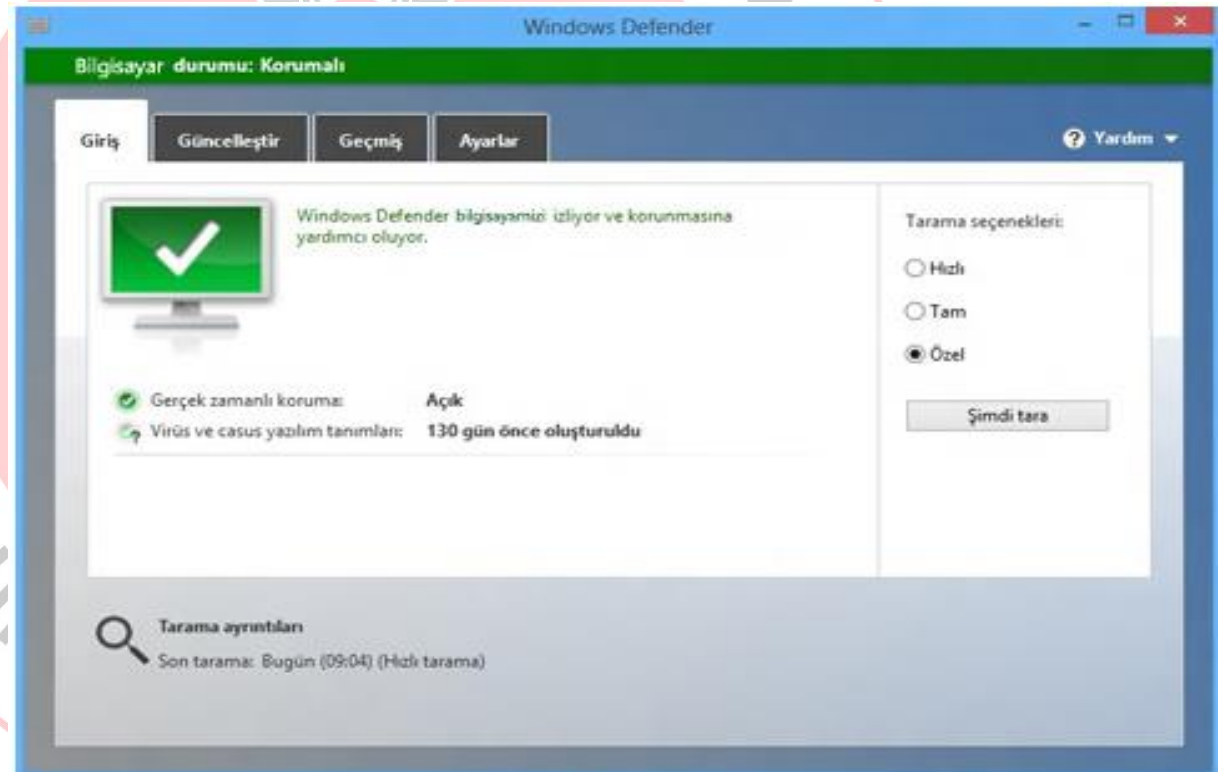 Windows Defender
Bilgisayar durumu: Korumalı
Giriş
Güncelleştir
Geçmiş
Ayarlar
Yardım
Windows Defender bilgisayarnizi izliyor ve korunmasına
yardımcı oluyor.
Tarama seçenekleri:
Hızlı
Tam
Özel
Şimdi tara
Gerçek zamanlı koruma: Açık
Virüs ve casus yazılım tanımları: 130 gün önce oluşturuldu
Tarama ayrıntıları
Son tarama: Bugün (09:04) (Hızlı tarama)